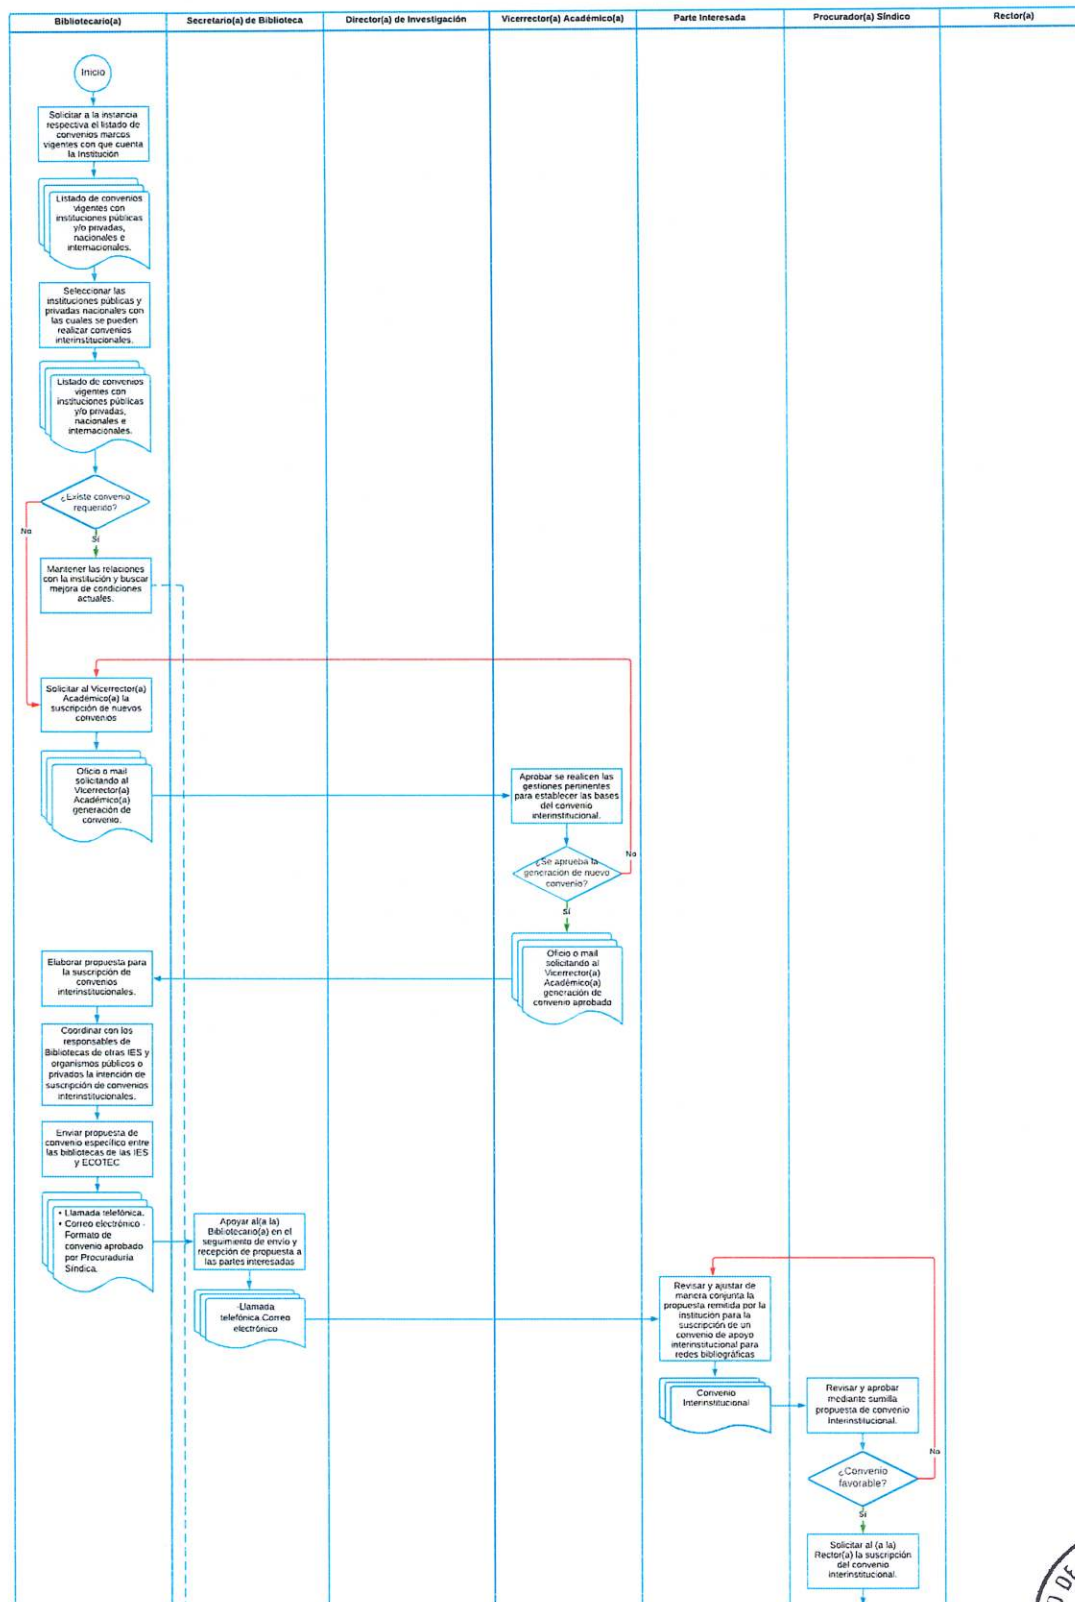 Bibliotecario(a)
Secretario(a) de Biblioteca
Director(a) de Investigación
Vicerrector(a) Académico(a)
Parte Interesada
Procurador(a) Síndico
Rector(a)
Inicio
Solicitar a la instancia
respectiva el listado de
convenios marcos
vigentes con que cuenta
la Institución
Listado de convenios
vigentes con
instituciones públicas
y/o privadas,
nacionales e
internacionales.
Seleccionar las
instituciones públicas y
privadas nacionales con
las cuales se pueden
realizar convenios
interinstitucionales.
Listado de convenios
vigentes con
instituciones públicas
y/o privadas,
nacionales e
internacionales.
¿Existe convenio
requerido?
No
Sí
Mantener las relaciones
con la institución y buscar
mejora de condiciones
actuales.
Solicitar al Vicerrector(a)
Académico(a) la
suscripción de nuevos
convenios
Oficio o mail
solicitando al
Vicerrector(a)
Académico(a)
generación de
convenio.
Aprobar se realicen las
gestiones pertinentes
para establecer las bases
del convenio
interinstitucional.
¿Se aprueba la
generación de nuevo
convenio?
No
Sí
Oficio o mail
solicitando al
Vicerrector(a)
Académico(a)
generación de
convenio aprobado
Elaborar propuesta para
la suscripción de
convenios
interinstitucionales.
Coordinar con los
responsables de
Bibliotecas de otras IES y
organismos públicos o
privados la intención de
suscripción de convenios
interinstitucionales.
Enviar propuesta de
convenio específico entre
las bibliotecas de las IES
y ECOTEC
• Llamada telefónica.
• Correo electrónico -
Formato de
convenio aprobado
por Procuraduría
Síndica.
Apoyar al(a la)
Bibliotecario(a) en el
seguimiento de envío y
recepción de propuesta a
las partes interesadas
-Llamada
telefónica.Correo
electrónico
Revisar y ajustar de
manera conjunta la
propuesta remitida por la
institución para la
suscripción de un
convenio de apoyo
interinstitucional para
redes bibliográficas
Convenio
Interinstitucional
Revisar y aprobar
mediante sumilla
propuesta de convenio
Interinstitucional.
¿Convenio
favorable?
No
Sí
Solicitar al (a la)
Rector(a) la suscripción
del convenio
interinstitucional.
DE